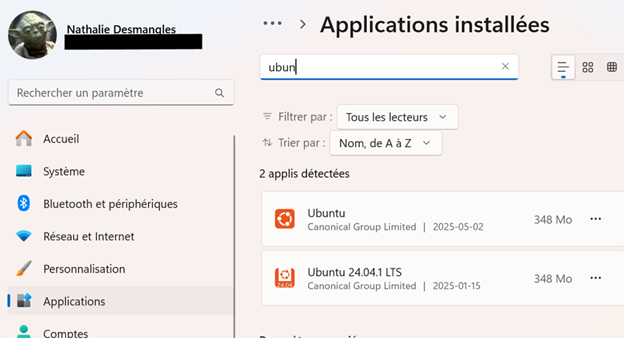 Nathalie Desmangles
··· > Applications installées
ubun
Rechercher un paramètre
Filtrer par : Tous les lecteurs
Trier par : Nom, de A à Z
Accueil
Système
2 applis détectées
Bluetooth et périphériques
Ubuntu
Canonical Group Limited | 2025-05-02
348 Mo
Réseau et Internet
Personnalisation
Ubuntu 24.04.1 LTS
Canonical Group Limited | 2025-01-15
24.04
348 Mo
Applications
Comptes